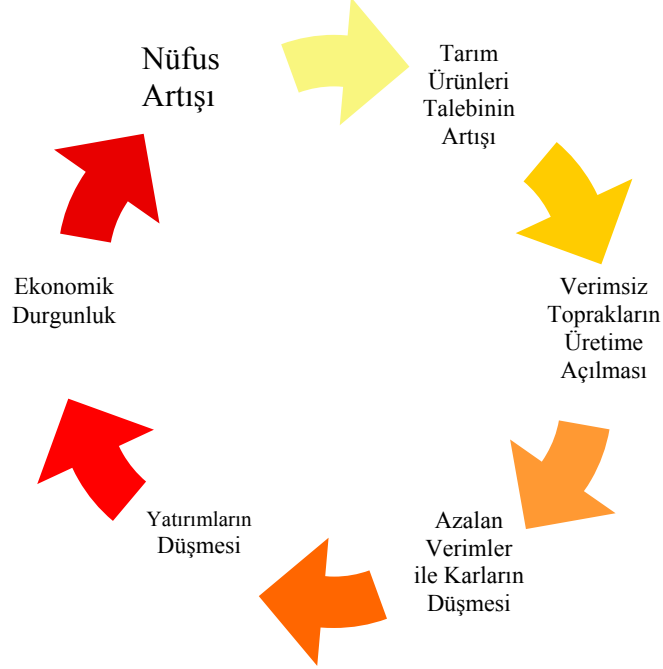 Nüfus
Artışı
Tarım
Ürünleri
Talebinin
Artışı
Verimsiz
Toprakların
Üretime
Açılması
Azalan
Verimler
ile Karların
Düşmesi
Yatırımların
Düşmesi
Ekonomik
Durgunluk